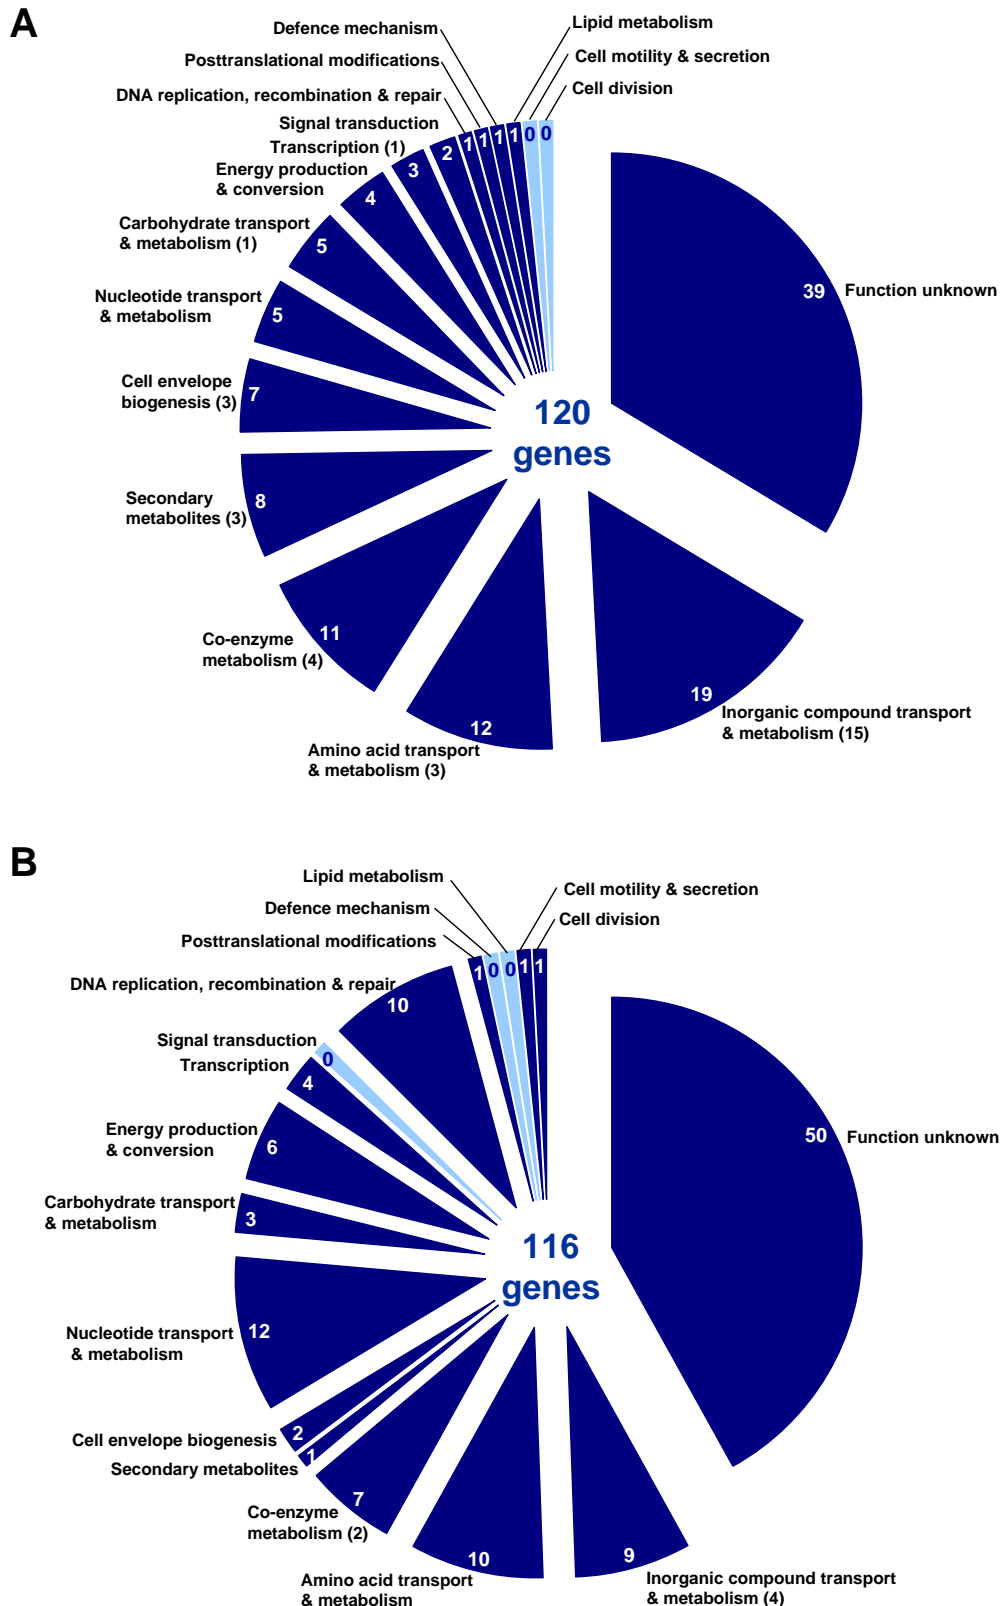 A
Defence mechanism
Lipid metabolism
Posttranslational modifications
Cell motility & secretion
DNA replication, recombination & repair
Cell division
Signal transduction
Transcription (1)
Energy production
& conversion
Carbohydrate transport
& metabolism (1)
Nucleotide transport
& metabolism
Cell envelope
biogenesis (3)
Secondary
metabolites (3)
Co-enzyme
metabolism (4)
Amino acid transport
& metabolism (3)
Inorganic compound transport
& metabolism (15)
Function unknown
39
19
12
11
8
7
5
5
4
3
2
1
1
1
1
0
0
120
genes
B
Lipid metabolism
Cell motility & secretion
Defence mechanism
Cell division
Posttranslational modifications
DNA replication, recombination & repair
Signal transduction
Transcription
Energy production
& conversion
Carbohydrate transport
& metabolism
Nucleotide transport
& metabolism
Cell envelope biogenesis
Secondary metabolites
Co-enzyme
metabolism (2)
Amino acid transport
& metabolism
Inorganic compound transport
& metabolism (4)
Function unknown
50
9
10
7
1
2
12
3
6
4
0
10
1
0
0
1
1
116
genes